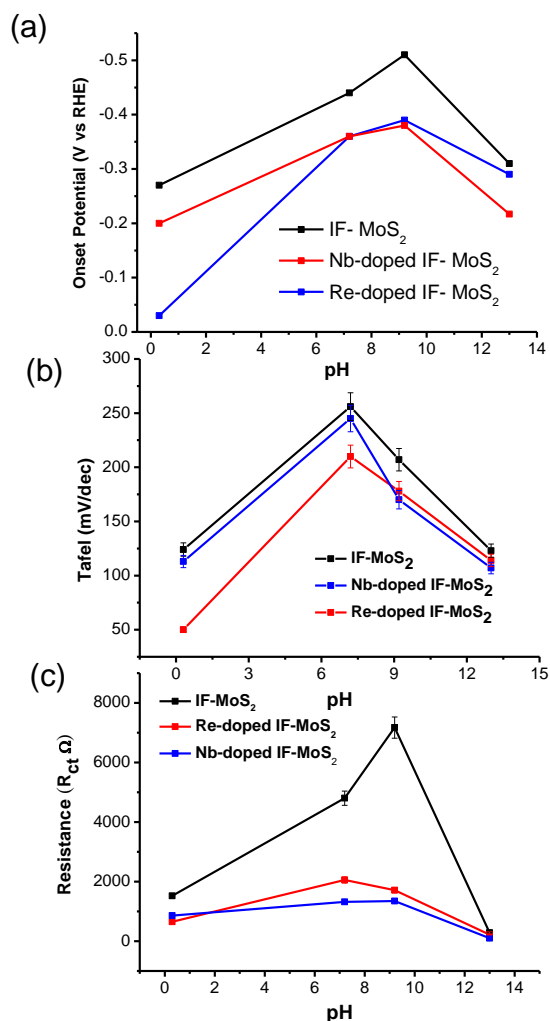 (a)
Onset Potential (V vs RHE)
-0.5
-0.4
-0.3
-0.2
-0.1
0.0
IF- MoS₂
Nb-doped IF- MoS₂
Re-doped IF- MoS₂
0 2 4 6 8 10 12 14
pH
(b)
Tafel (mV/dec)
300
250
200
150
100
50
IF-MoS₂
Nb-doped IF-MoS₂
Re-doped IF-MoS₂
0 3 6 9 12 15
pH
(c)
Resistance (R_ct Ω)
8000
6000
4000
2000
0
IF-MoS₂
Re-doped IF-MoS₂
Nb-doped IF-MoS₂
0 2 4 6 8 10 12 14
pH